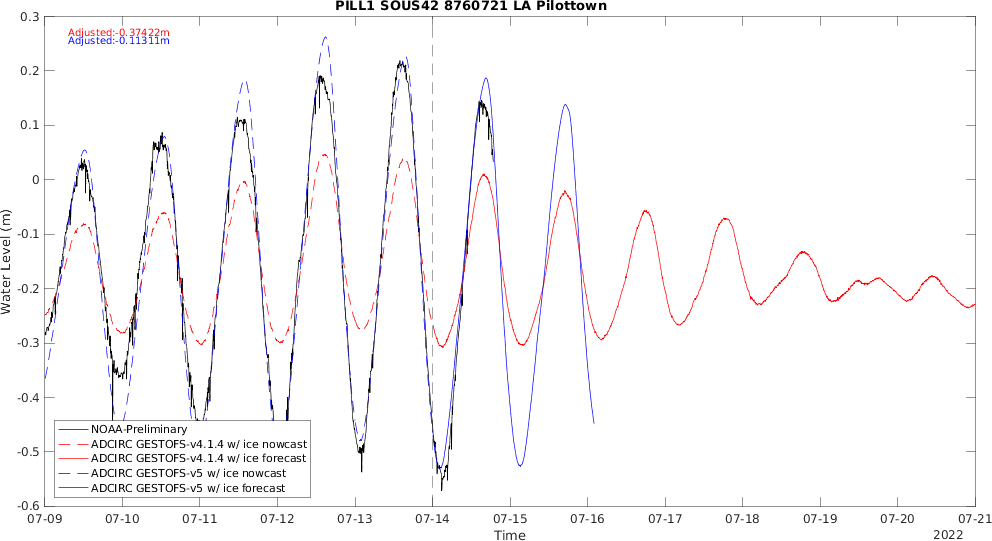 PILL1 SOUS42 8760721 LA Pilottown
Adjusted:-0.37422m
Adjusted:-0.11311m
0.3
0.2
0.1
0
-0.1
-0.2
-0.3
-0.4
-0.5
-0.6
Water Level (m)
NOAA-Preliminary
ADCIRC GESTOFS-v4.1.4 w/ ice nowcast
ADCIRC GESTOFS-v4.1.4 w/ ice forecast
ADCIRC GESTOFS-v5 w/ ice nowcast
ADCIRC GESTOFS-v5 w/ ice forecast
07-09 07-10 07-11 07-12 07-13 07-14 07-15 07-16 07-17 07-18 07-19 07-20 07-21
Time
2022